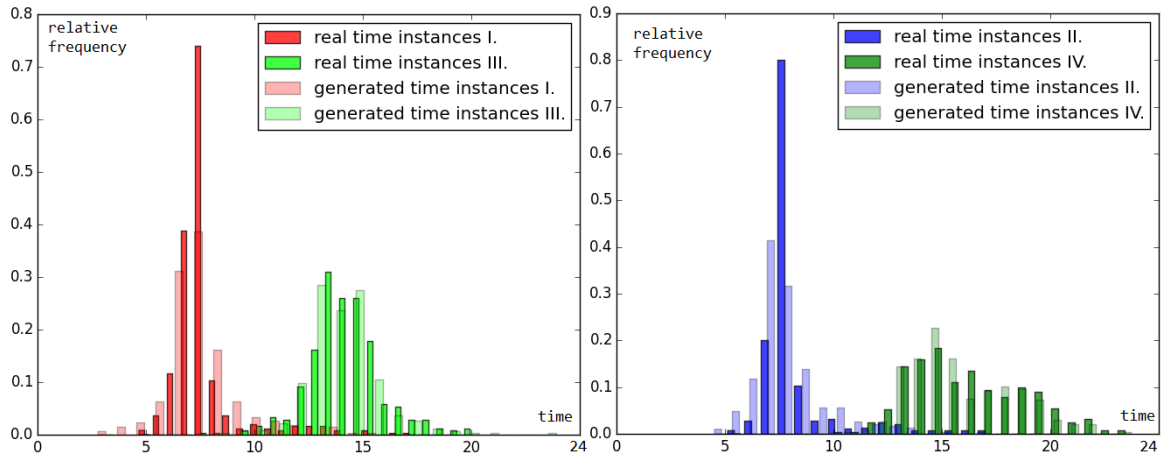 relative
frequency
real time instances I.
real time instances III.
generated time instances I.
generated time instances III.
0.8
0.7
0.6
0.5
0.4
0.3
0.2
0.1
0.0
time
0
5
10
15
20
24
relative
frequency
real time instances II.
real time instances IV.
generated time instances II.
generated time instances IV.
0.9
0.8
0.7
0.6
0.5
0.4
0.3
0.2
0.1
0.0
time
0
5
10
15
20
24